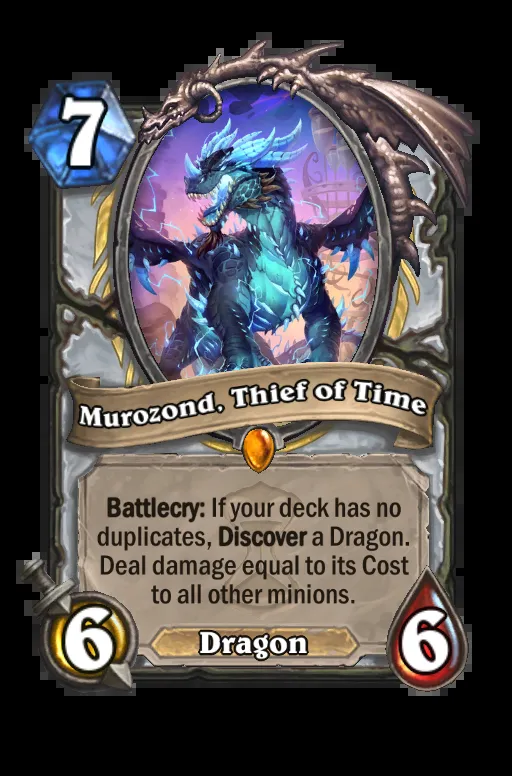 7
Murozond, Thief of Time
Battlecry: If your deck has no
duplicates, Discover a Dragon.
Deal damage equal to its Cost
to all other minions.
6
Dragon
6